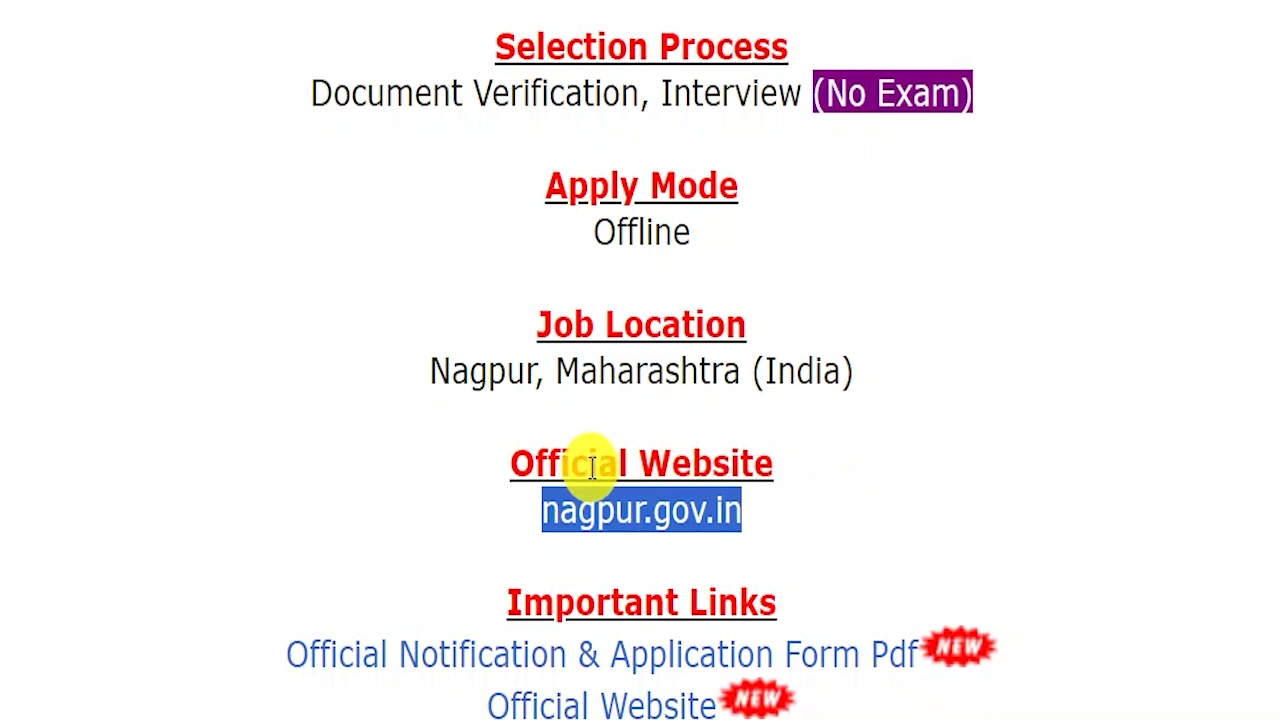 Selection Process
Document Verification, Interview (No Exam)
Apply Mode
Offline
Job Location
Nagpur, Maharashtra (India)
Official Website
nagpur.gov.in
Important Links
Official Notification & Application Form Pdf NEW
Official Website NEW